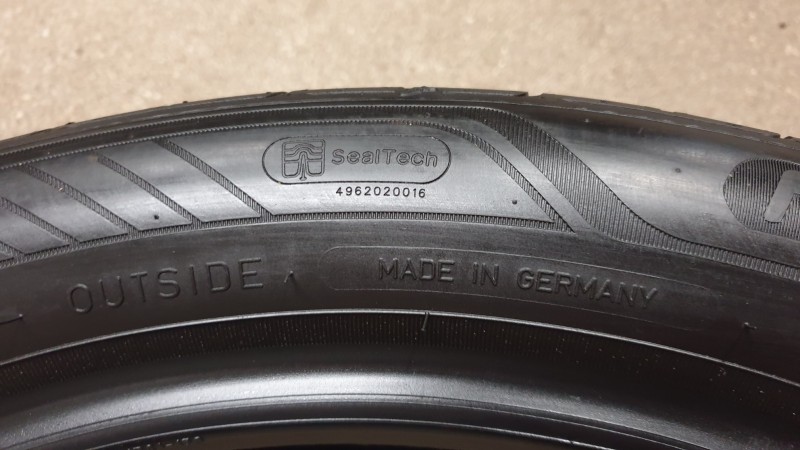 SealTech
4962020016
OUTSIDE
MADE IN GERMANY